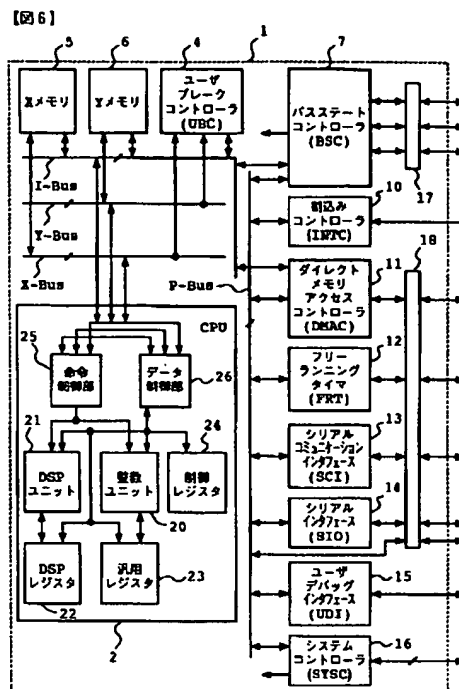 【図6】
5
6
4
1
7
Xメモリ
Yメモリ
ユーザ
ブレーク
コントローラ
(UBC)
バスステート
コントローラ
(BSC)
17
I-Bus
Y-Bus
X-Bus
P-Bus
10
割込み
コントローラ
(INTC)
18
11
ダイレクト
メモリ
アクセス
コントローラ
(DMAC)
CPU
25
命令
制御部
データ
制御部
26
12
フリー
ランニング
タイマ
(FRT)
21
24
DSP
ユニット
整数
ユニット
20
制御
レジスタ
13
シリアル
コミュニケーション
インタフェース
(SCI)
14
シリアル
インタフェース
(SIO)
DSP
レジスタ
22
汎用
レジスタ
23
15
ユーザ
デバッグ
インタフェース
(UDI)
2
16
システム
コントローラ
(SYSC)